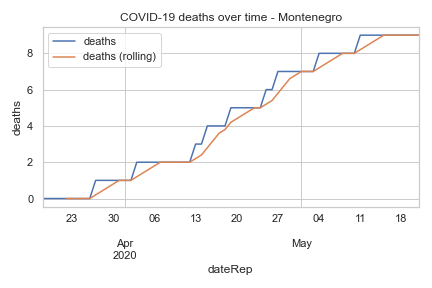 COVID-19 deaths over time - Montenegro
deaths
deaths (rolling)
deaths
8
6
4
2
0
23 30 06 13 20 27 04 11 18
Apr May
2020
dateRep